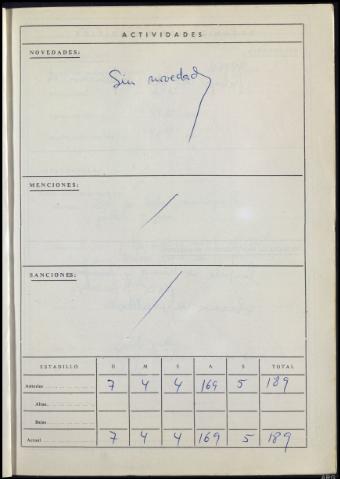 ACTIVIDADES
NOVEDADES:
Sin novedad
MENCIONES:
SANCIONES:
ESTADILLO D M S A S TOTAL
Anterior 7 4 4 169 5 189
Altas
Bajas
Actual 7 4 4 169 5 189